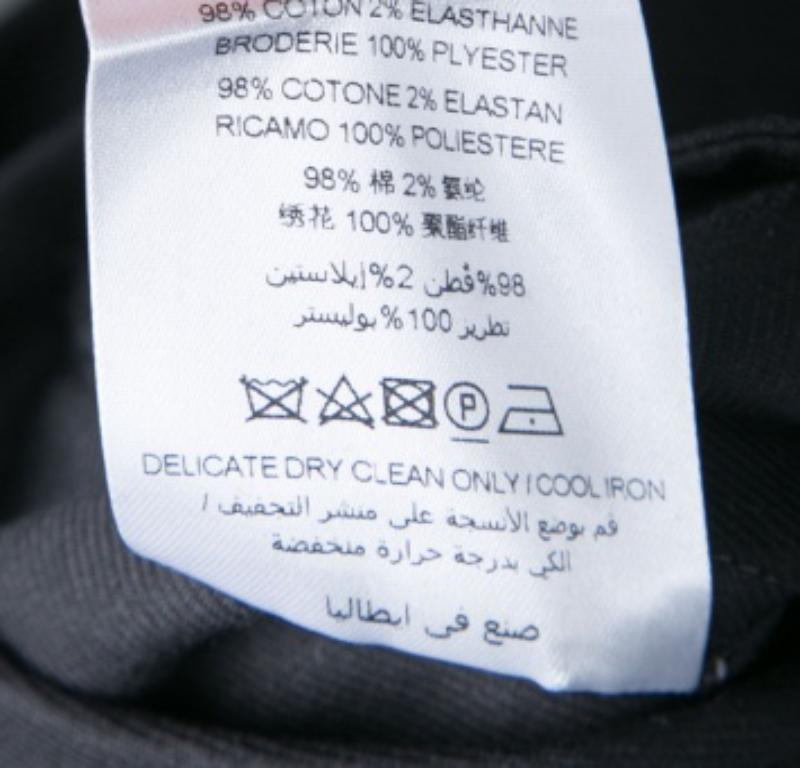 98% COTON 2% ELASTHANNE
BRODERIE 100% PLYESTER
98% COTONE 2% ELASTAN
RICAMO 100% POLIESTERE
98% 棉 2% 氨纶
绣花 100% 聚酯纤维
98%قُطن 2%إيلاستين
تطريز 100%بوليستر
P
DELICATE DRY CLEAN ONLY / COOL IRON
قم بوضع الأنسجة على منشر التجفيف /
الكي بدرجة حرارة منخفضة
صنع في ايطاليا